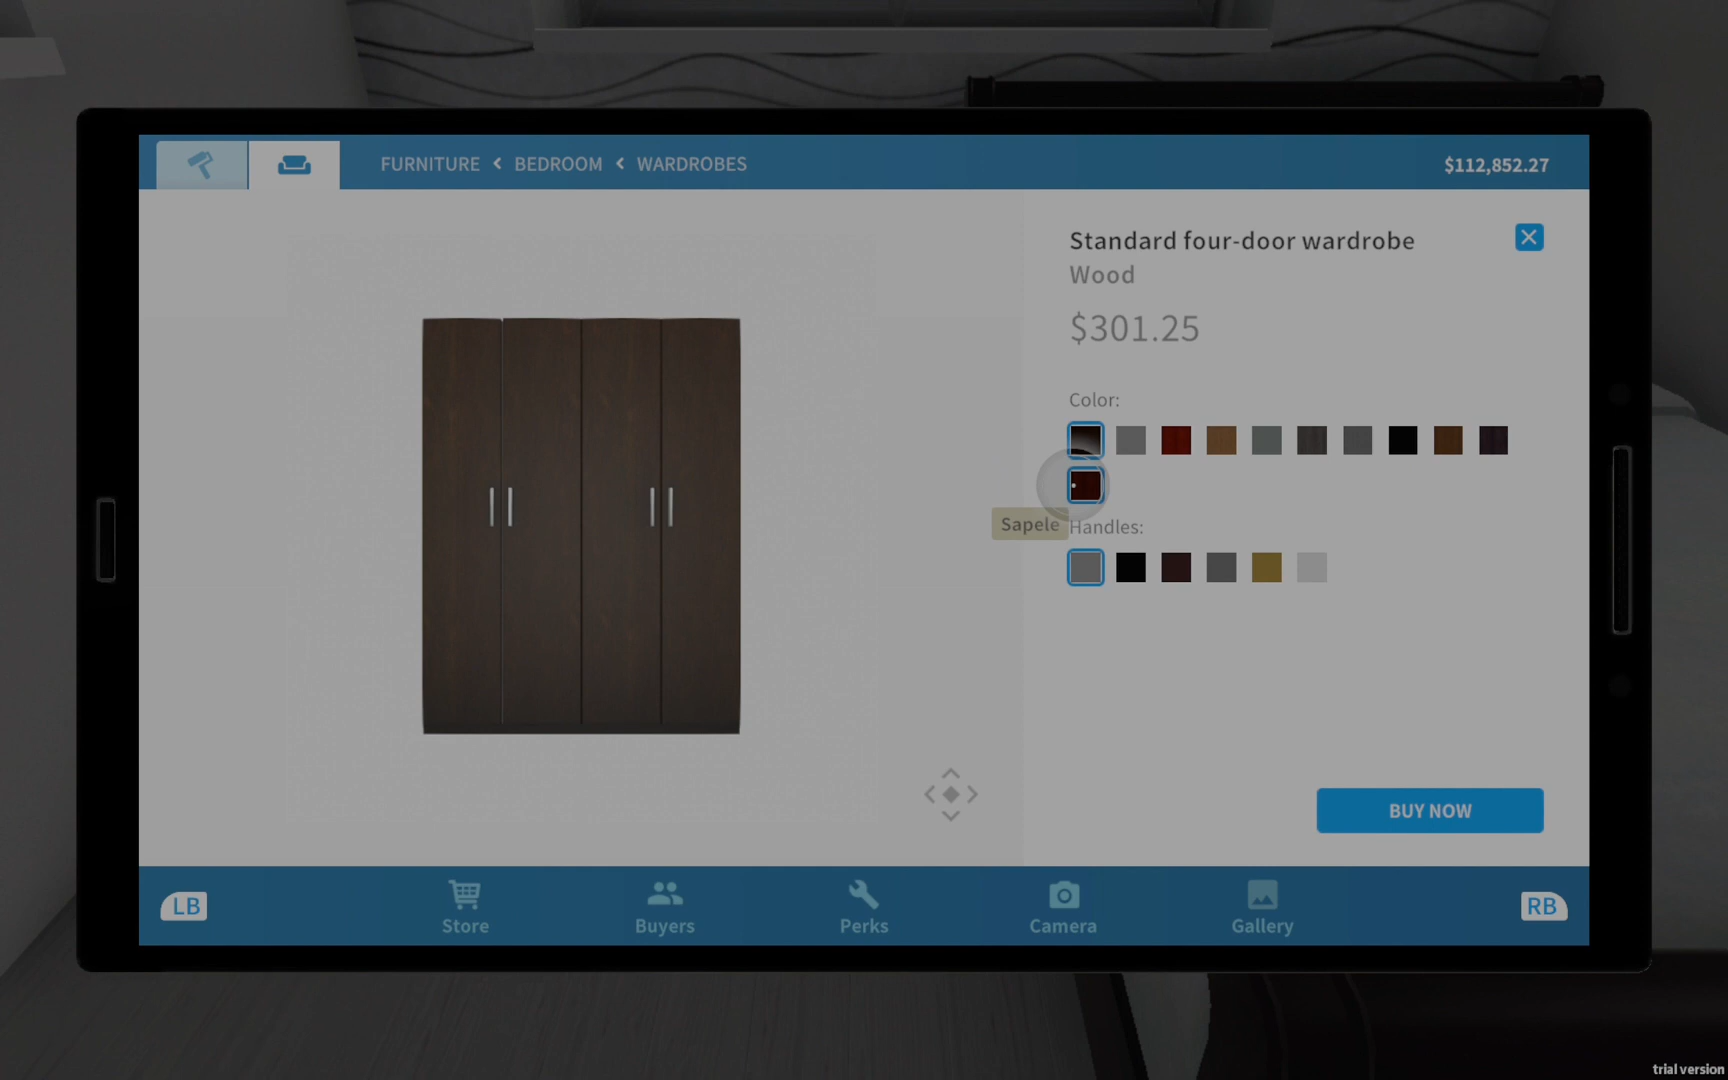 FURNITURE < BEDROOM < WARDROBES
$112,852.27
Standard four-door wardrobe
Wood
$301.25
Color:
Sapele
Handles:
BUY NOW
LB
Store
Buyers
Perks
Camera
Gallery
RB
trial version